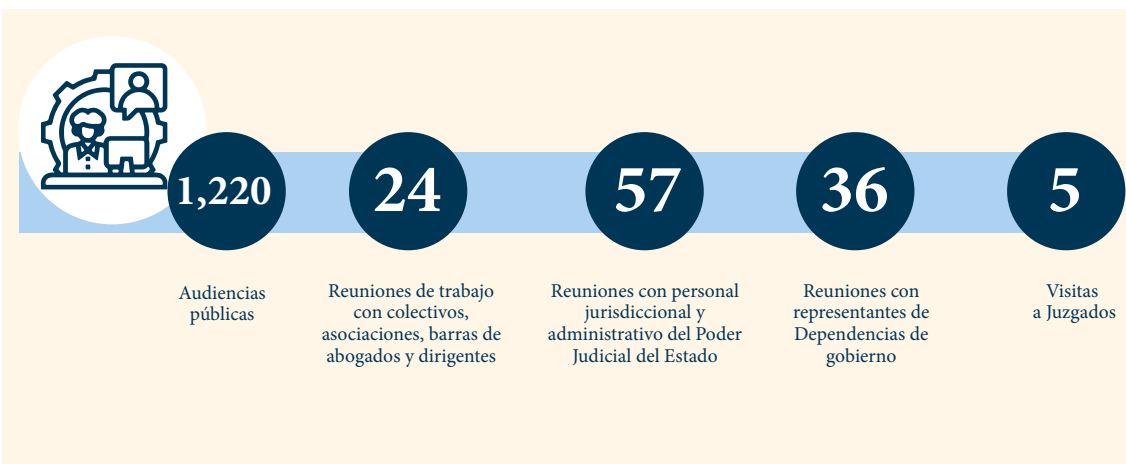 1,220
Audiencias
públicas
24
Reuniones de trabajo
con colectivos,
asociaciones, barras de
abogados y dirigentes
57
Reuniones con personal
jurisdiccional y
administrativo del Poder
Judicial del Estado
36
Reuniones con
representantes de
Dependencias de
gobierno
5
Visitas
a Juzgados